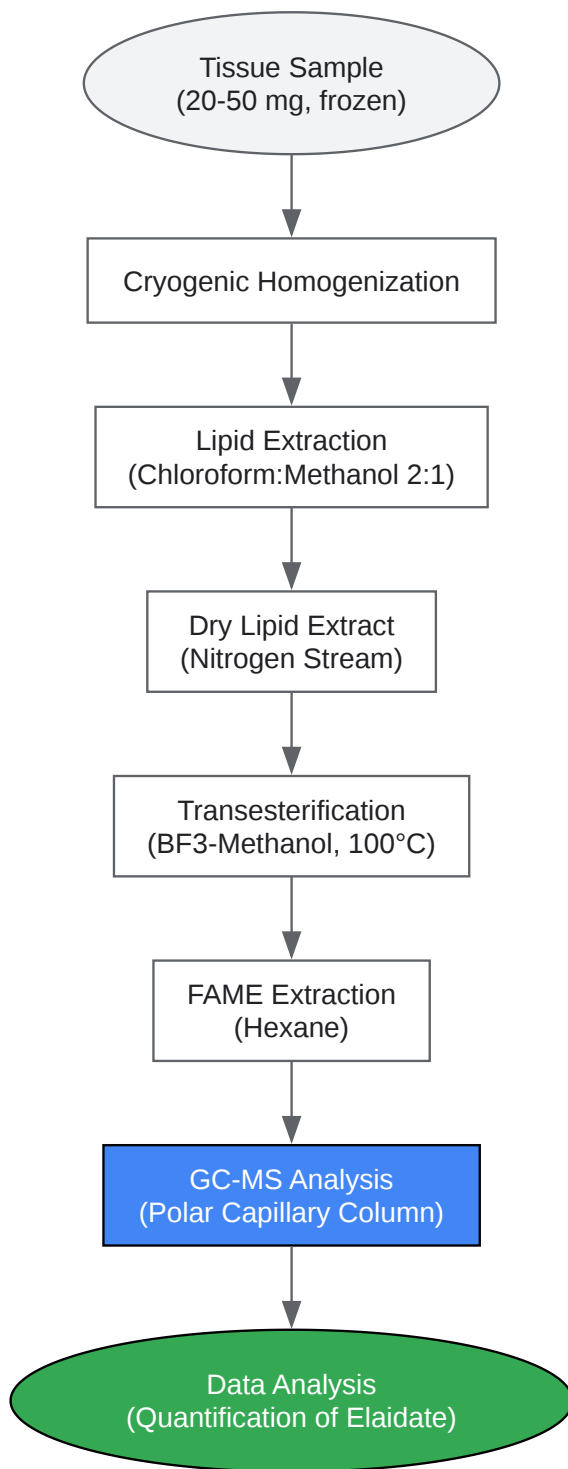 Tissue Sample
(20-50 mg, frozen)
Cryogenic Homogenization
Lipid Extraction
(Chloroform:Methanol 2:1)
Dry Lipid Extract
(Nitrogen Stream)
Transesterification
(BF3-Methanol, 100°C)
FAME Extraction
(Hexane)
GC-MS Analysis
(Polar Capillary Column)
Data Analysis
(Quantification of Elaidate)